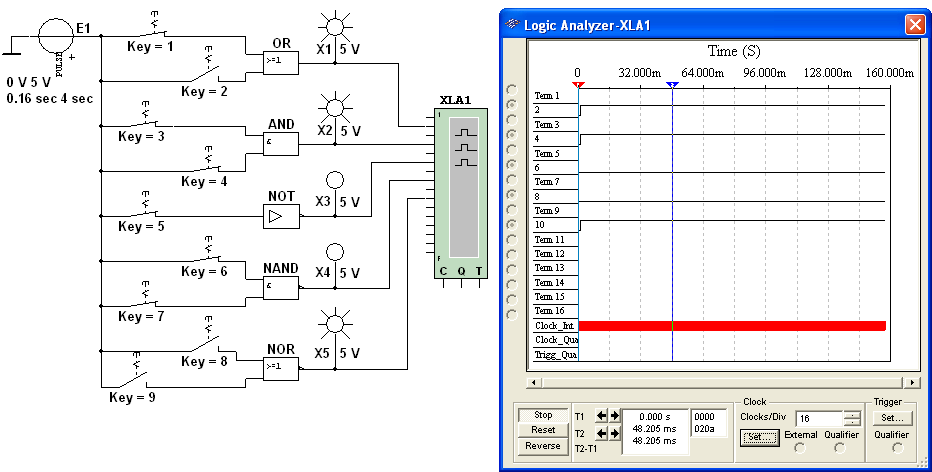 E1
PULSE
+
0 V 5 V
0.16 sec 4 sec
Key = 1
Key = 2
OR
>=1
X1 5 V
Key = 3
Key = 4
AND
&
X2 5 V
Key = 5
NOT
X3 5 V
Key = 6
Key = 7
NAND
&
X4 5 V
Key = 8
Key = 9
NOR
>=1
X5 5 V
XLA1
1
F
C Q T
Logic Analyzer-XLA1
Time (S)
0 32.000m 64.000m 96.000m 128.000m 160.000m
Term 1
2
Term 3
4
Term 5
6
Term 7
8
Term 9
10
Term 11
Term 12
Term 13
Term 14
Term 15
Term 16
Clock_Int
Clock_Qua
Trigg_Qua
Stop
Reset
Reverse
T1
T2
T2-T1
0.000 s
48.205 ms
48.205 ms
0000
020a
Clock
Clocks/Div 16
Set...
External Qualifier
Trigger
Set...
Qualifier